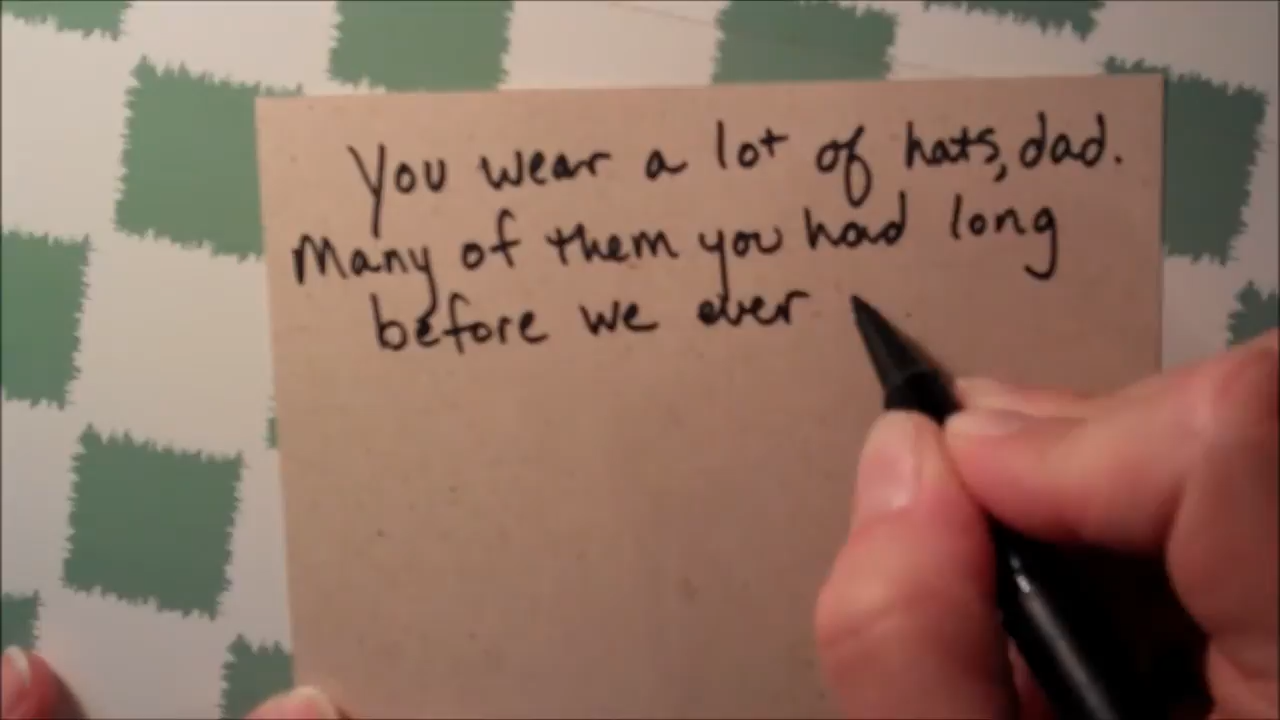 You wear a lot of hats, dad.
Many of them you had long
before we ever